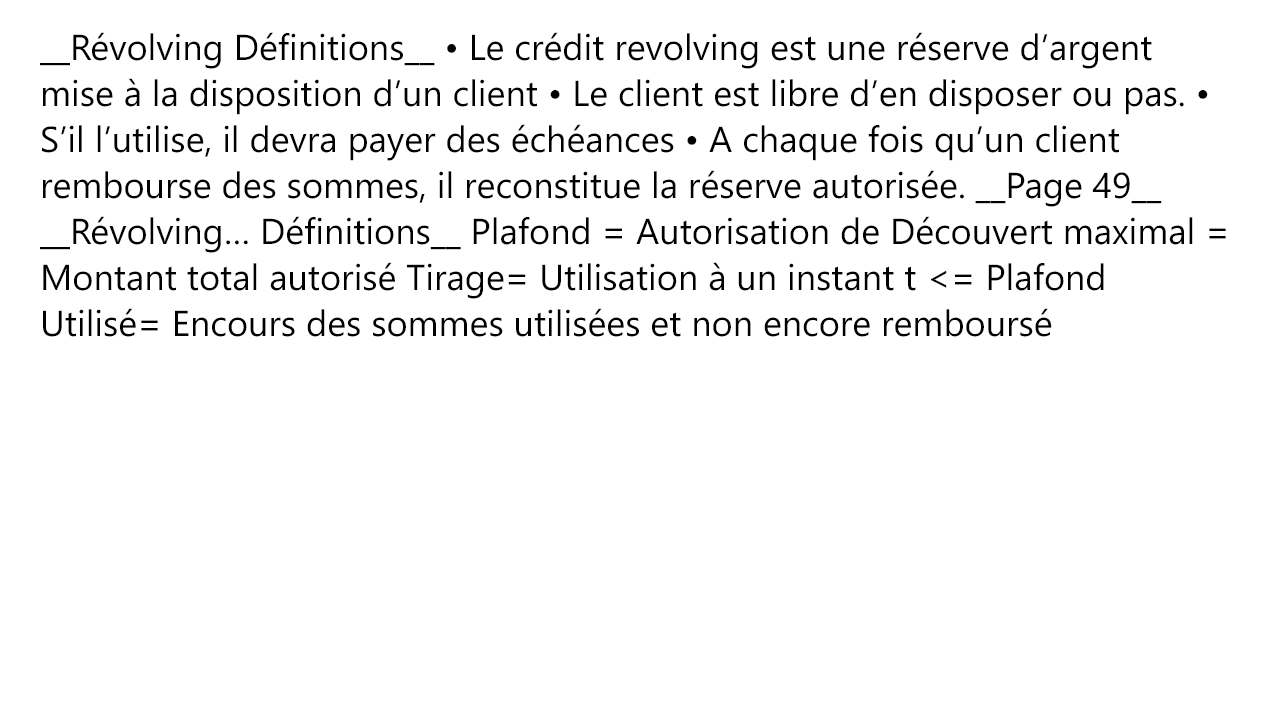 __Révolving Définitions__ • Le crédit revolving est une réserve d’argent
mise à la disposition d’un client • Le client est libre d’en disposer ou pas. •
S’il l’utilise, il devra payer des échéances • A chaque fois qu’un client
rembourse des sommes, il reconstitue la réserve autorisée. __Page 49__
__Révolving... Définitions__ Plafond = Autorisation de Découvert maximal =
Montant total autorisé Tirage= Utilisation à un instant t <= Plafond
Utilisé= Encours des sommes utilisées et non encore remboursé